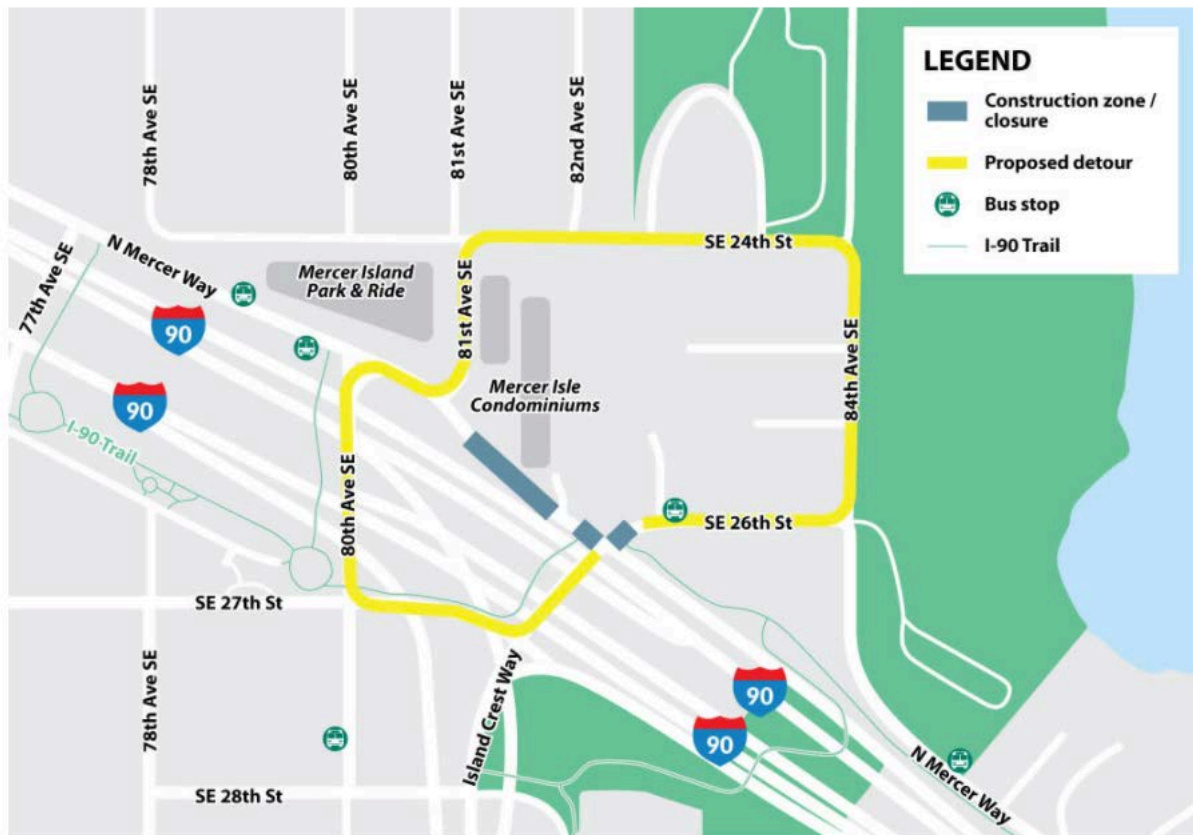 LEGEND
Construction zone /
closure
Proposed detour
Bus stop
I-90 Trail
78th Ave SE
80th Ave SE
81st Ave SE
82nd Ave SE
SE 24th St
N Mercer Way
77th Ave SE
Mercer Island
Park & Ride
81st Ave SE
90
90
Mercer Isle
Condominiums
84th Ave SE
I-90 Trail
80th Ave SE
SE 26th St
SE 27th St
78th Ave SE
Island Crest Way
90
90
N Mercer Way
SE 28th St